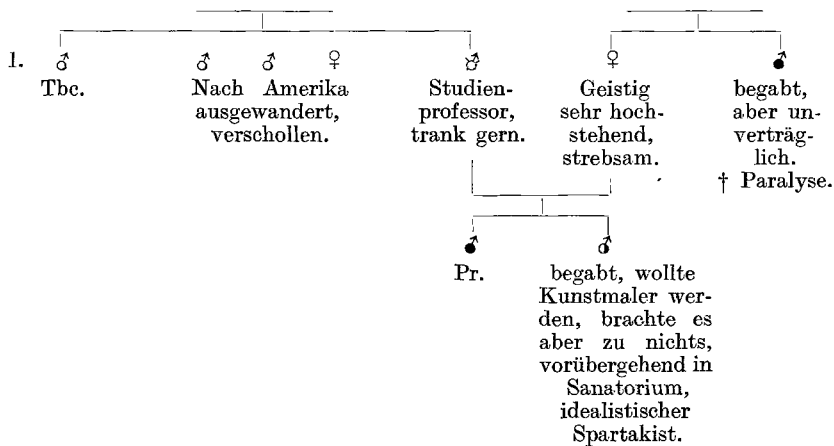 1. ♂ ♂ ♂ ♀ ♂ ♀ ♂
Tbc.
Nach Amerika
ausgewandert,
verschollen.
Studien-
professor,
trank gern.
Geistig
sehr hoch-
stehend,
strebsam.
begabt,
aber un-
verträg-
lich.
† Paralyse.
♂ ♂
Pr.
begabt, wollte
Kunstmaler wer-
den, brachte es
aber zu nichts,
vorübergehend in
Sanatorium,
idealistischer
Spartakist.